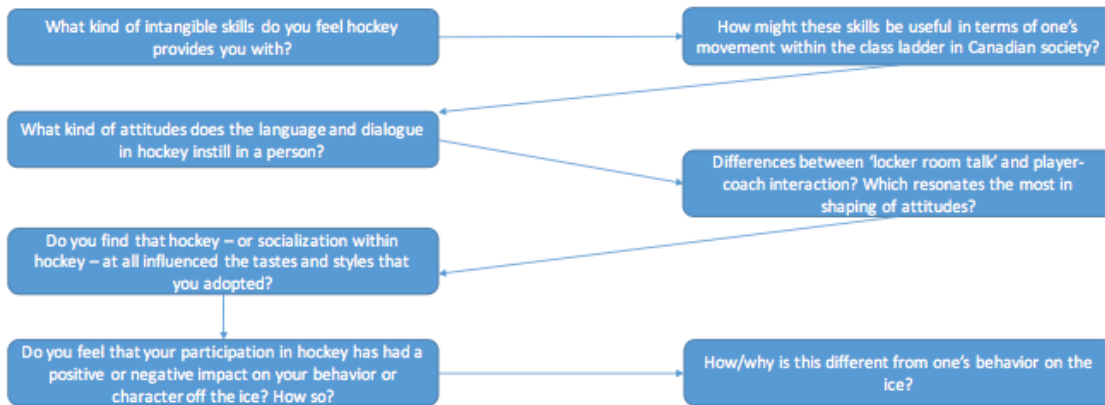 What kind of intangible skills do you feel hockey
provides you with?
How might these skills be useful in terms of one's
movement within the class ladder in Canadian society?
What kind of attitudes does the language and dialogue
in hockey instill in a person?
Differences between 'locker room talk' and player-
coach interaction? Which resonates the most in
shaping of attitudes?
Do you find that hockey – or socialization within
hockey – at all influenced the tastes and styles that
you adopted?
Do you feel that your participation in hockey has had a
positive or negative impact on your behavior or
character off the ice? How so?
How/why is this different from one's behavior on the
ice?